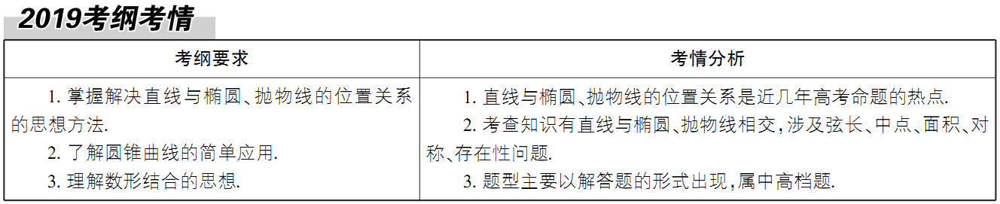 2019考纲考情
考纲要求
考情分析
1. 掌握解决直线与椭圆、抛物线的位置关系
的思想方法.
2. 了解圆锥曲线的简单应用.
3. 理解数形结合的思想.
1. 直线与椭圆、抛物线的位置关系是近几年高考命题的热点.
2. 考查知识有直线与椭圆、抛物线相交,涉及弦长、中点、面积、对
称、存在性问题.
3. 题型主要以解答题的形式出现,属中高档题.